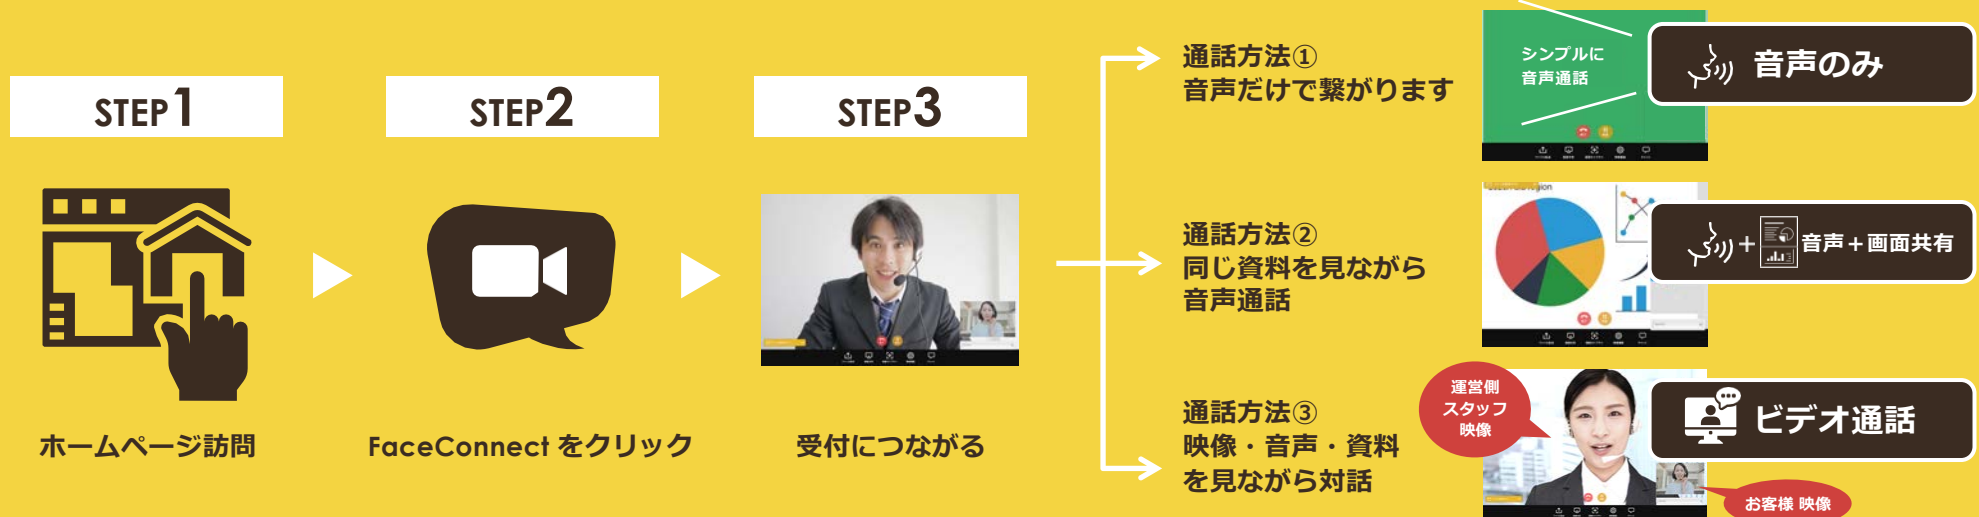 STEP1
ホームページ訪問
STEP2
FaceConnect をクリック
STEP3
受付につながる
通話方法①
音声だけで繋がります
シンプルに
音声通話
音声のみ
通話方法②
同じ資料を見ながら
音声通話
+
音声+画面共有
通話方法③
映像・音声・資料
を見ながら対話
運営側
スタッフ
映像
ビデオ通話
お客様 映像